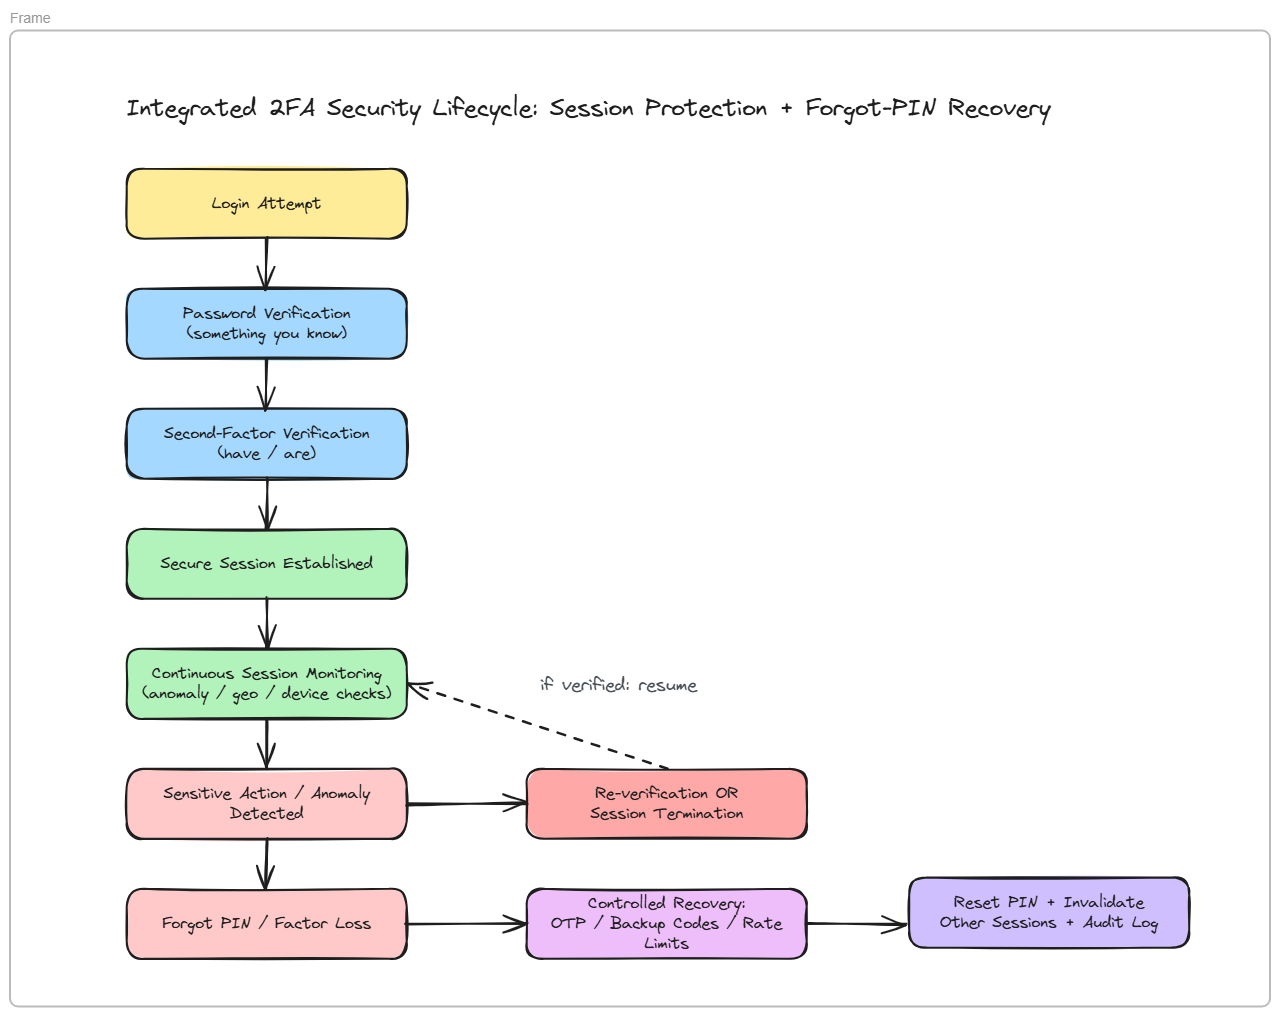 Frame
Integrated 2FA Security Lifecycle: Session Protection + Forgot-PIN Recovery
Login Attempt
Password Verification
(something you know)
Second-Factor Verification
(have / are)
Secure Session Established
Continuous Session Monitoring
(anomaly / geo / device checks)
if verified: resume
Sensitive Action / Anomaly
Detected
Re-verification OR
Session Termination
Forgot PIN / Factor Loss
Controlled Recovery:
OTP / Backup Codes / Rate
Limits
Reset PIN + Invalidate
Other Sessions + Audit Log